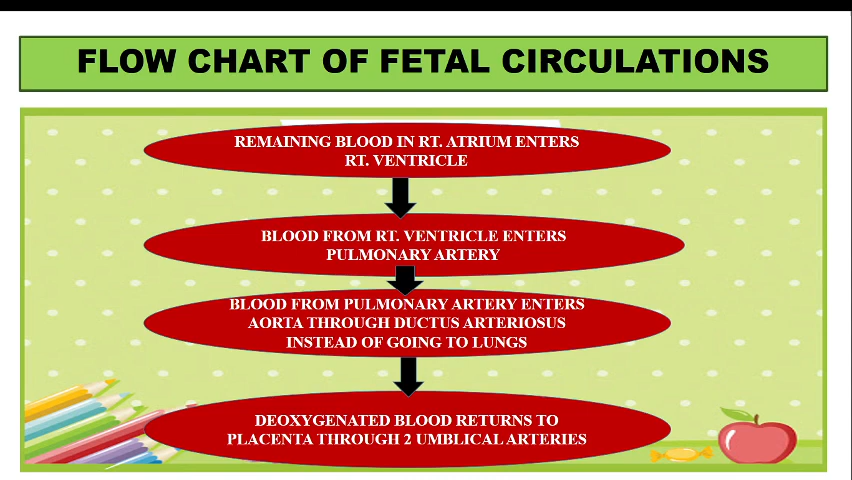 FLOW CHART OF FETAL CIRCULATIONS
REMAINING BLOOD IN RT. ATRIUM ENTERS
RT. VENTRICLE
BLOOD FROM RT. VENTRICLE ENTERS
PULMONARY ARTERY
BLOOD FROM PULMONARY ARTERY ENTERS
AORTA THROUGH DUCTUS ARTERIOSUS
INSTEAD OF GOING TO LUNGS
DEOXYGENATED BLOOD RETURNS TO
PLACENTA THROUGH 2 UMBLICAL ARTERIES